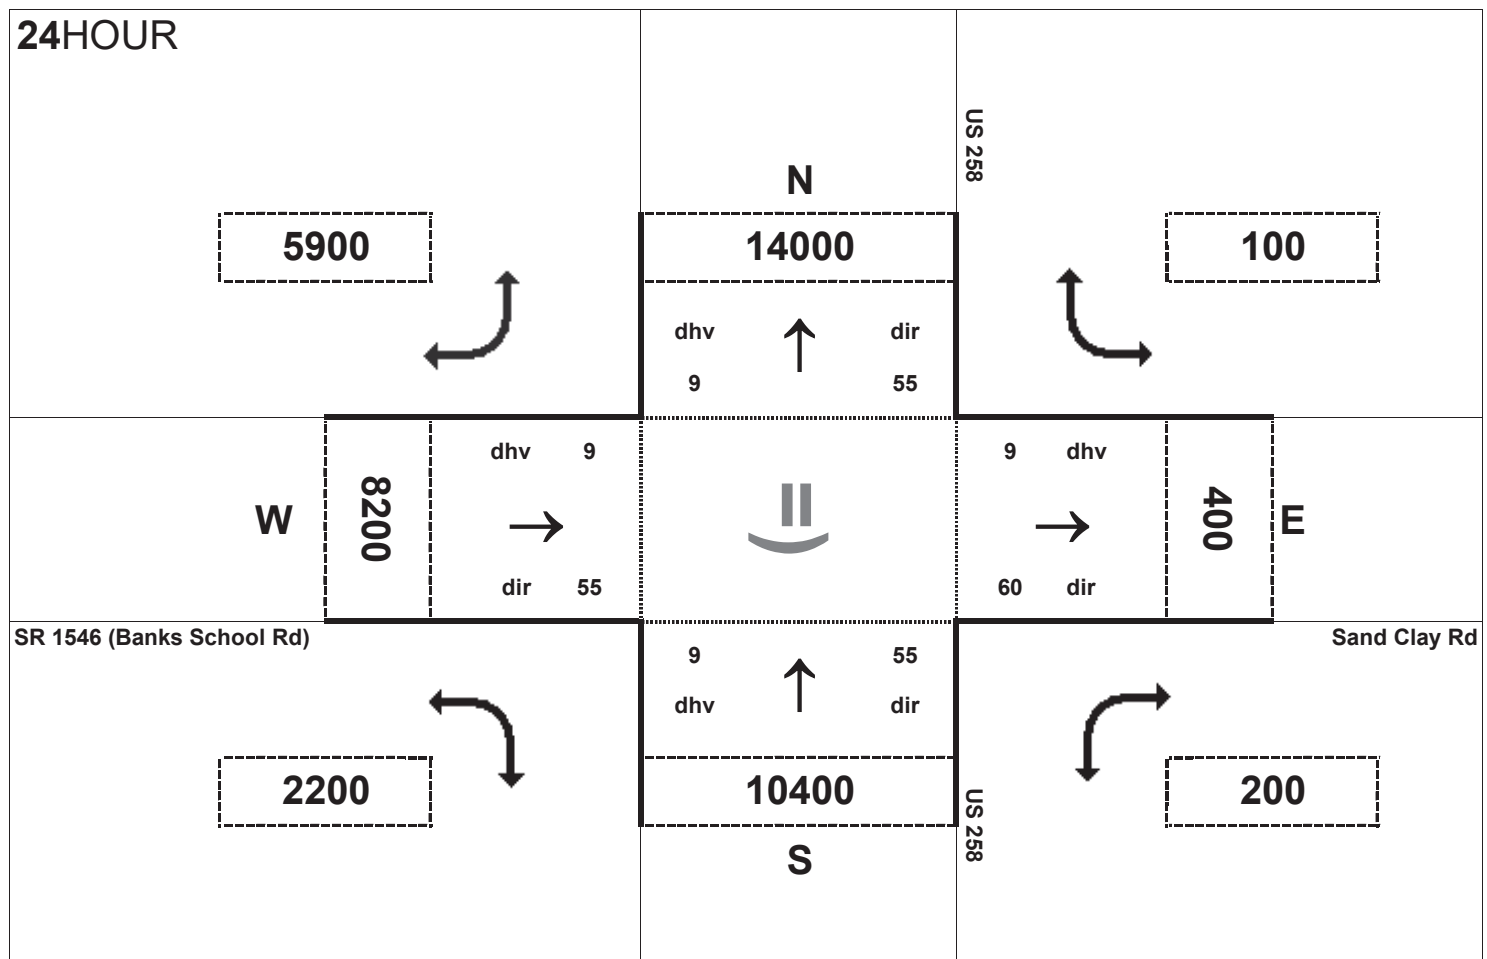 24HOUR
US 258
N
5900
14000
100
dhv
dir
9
55
dhv 9
9 dhv
W
8200
400
E
dir 55
60 dir
SR 1546 (Banks School Rd)
Sand Clay Rd
9
55
dhv
dir
2200
10400
200
US 258
S